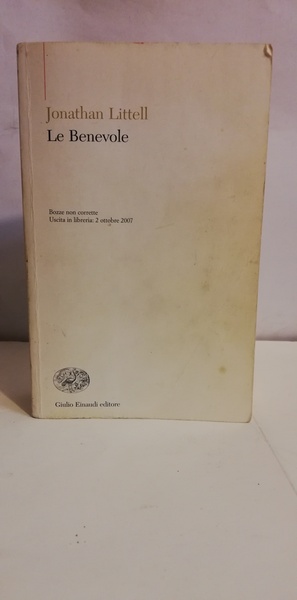 Jonathan Littell
Le Benevole
Bozze non corrette
Uscita in libreria: 2 ottobre 2007
Giulio Einaudi editore